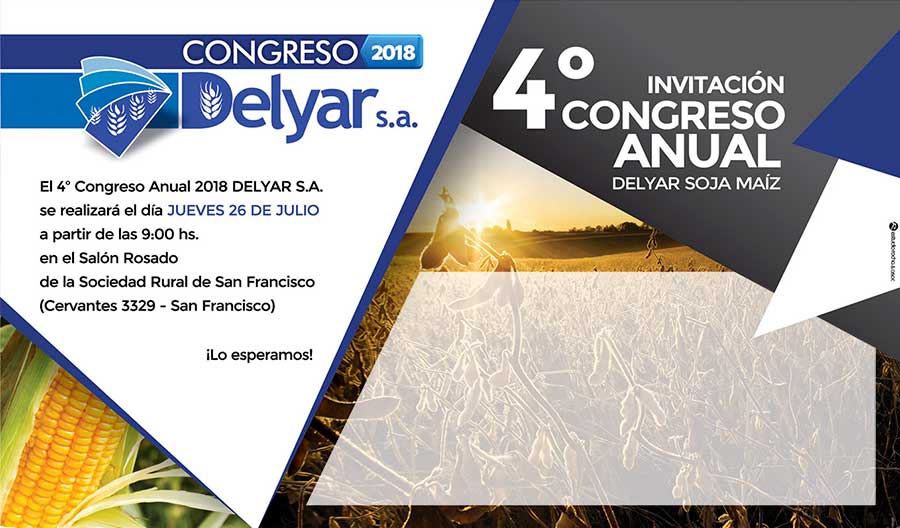 CONGRESO 2018
Delyar s.a.
El 4º Congreso Anual 2018 DELYAR S.A.
se realizará el día JUEVES 26 DE JULIO
a partir de las 9:00 hs.
en el Salón Rosado
de la Sociedad Rural de San Francisco
(Cervantes 3329 - San Francisco)
¡Lo esperamos!
4º
INVITACIÓN
CONGRESO
ANUAL
DELYAR SOJA MAÍZ